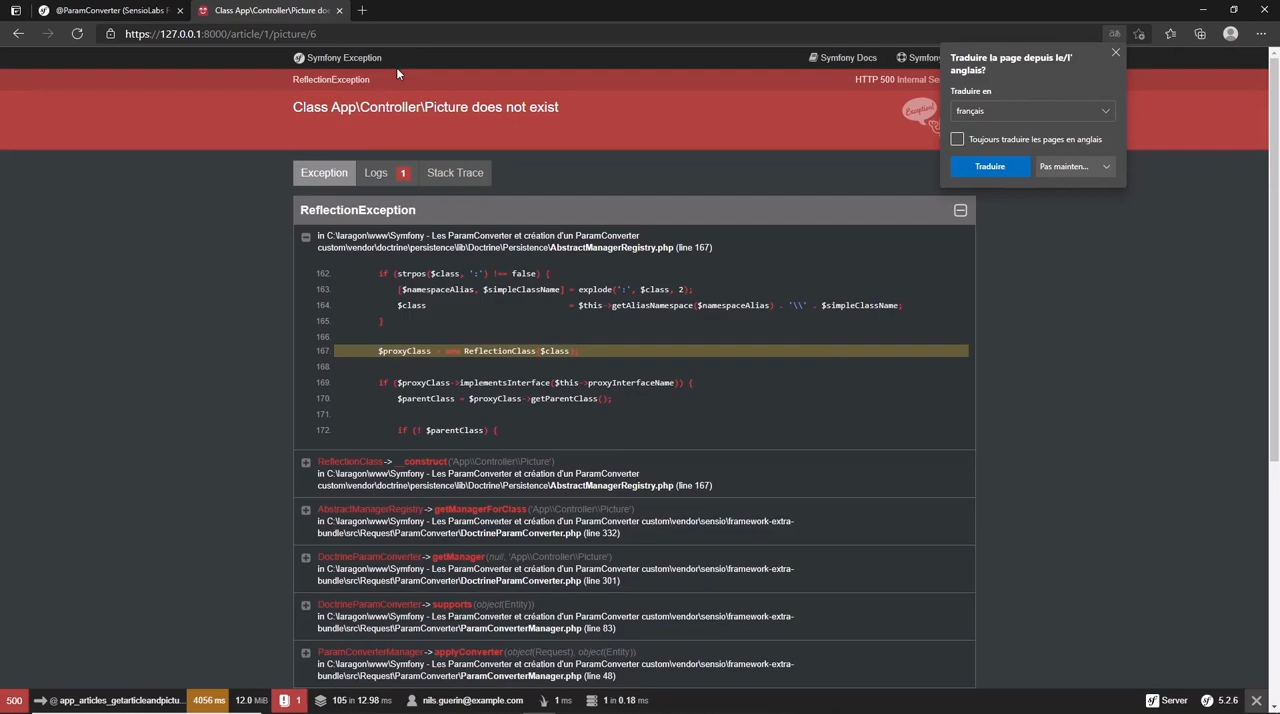 @ParamConverter (SensioLabs F
Class App\Controller\Picture doe
https://127.0.0.1:8000/article/1/picture/6
Symfony Exception
Symfony Docs
Symfony
ReflectionException
HTTP 500 Internal Se
Class App\Controller\Picture does not exist
Exception!
Traduire la page depuis le/l'
anglais?
Traduire en
français
Toujours traduire les pages en anglais
Traduire
Pas mainten...
Exception
Logs 1
Stack Trace
ReflectionException
in C:\laragon\www\Symfony - Les ParamConverter et création d'un ParamConverter
custom\vendor\doctrine\persistence\lib\Doctrine\Persistence\AbstractManagerRegistry.php (line 167)
162. if (strpos($class, ':') !== false) {
163. [$namespaceAlias, $simpleClassName] = explode(':', $class, 2);
164. $class = $this->getAliasNamespace($namespaceAlias) . '\\' . $simpleClassName;
165. }
166.
167. $proxyClass = new ReflectionClass($class);
168.
169. if ($proxyClass->implementsInterface($this->proxyInterfaceName)) {
170. $parentClass = $proxyClass->getParentClass();
171.
172. if (! $parentClass) {
ReflectionClass-> __construct('App\\Controller\\Picture')
in C:\laragon\www\Symfony - Les ParamConverter et création d'un ParamConverter
custom\vendor\doctrine\persistence\lib\Doctrine\Persistence\AbstractManagerRegistry.php (line 167)
AbstractManagerRegistry-> getManagerForClass('App\\Controller\\Picture')
in C:\laragon\www\Symfony - Les ParamConverter et création d'un ParamConverter custom\vendor\sensio\framework-extra-
bundle\src\Request\ParamConverter\DoctrineParamConverter.php (line 332)
DoctrineParamConverter-> getManager(null, 'App\\Controller\\Picture')
in C:\laragon\www\Symfony - Les ParamConverter et création d'un ParamConverter custom\vendor\sensio\framework-extra-
bundle\src\Request\ParamConverter\DoctrineParamConverter.php (line 301)
DoctrineParamConverter-> supports(object(Entity))
in C:\laragon\www\Symfony - Les ParamConverter et création d'un ParamConverter custom\vendor\sensio\framework-extra-
bundle\src\Request\ParamConverter\ParamConverterManager.php (line 83)
ParamConverterManager-> applyConverter(object(Request), object(Entity))
in C:\laragon\www\Symfony - Les ParamConverter et création d'un ParamConverter custom\vendor\sensio\framework-extra-
bundle\src\Request\ParamConverter\ParamConverterManager.php (line 48)
500 @ app_articles_getarticleandpictu... 4056 ms 12.0 MiB 1 105 in 12.98 ms nils.guerin@example.com 1 ms 1 in 0.18 ms Server 5.2.6